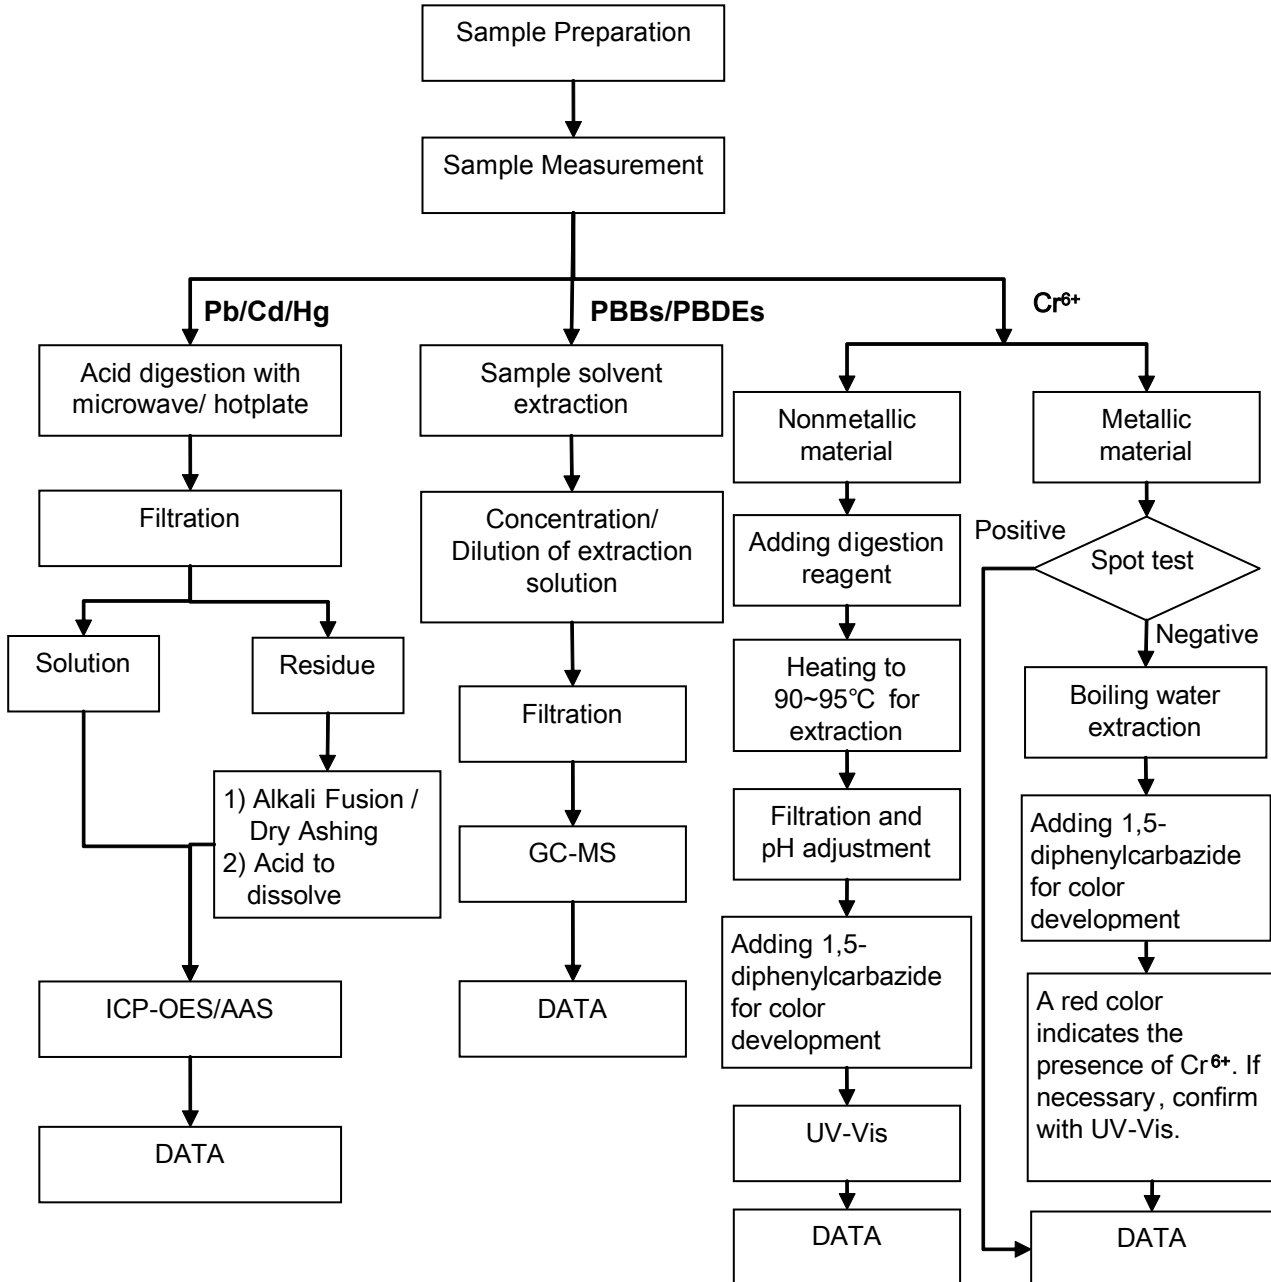 Sample Preparation
Sample Measurement
Pb/Cd/Hg
PBBs/PBDEs
Cr⁶⁺
Acid digestion with
microwave/ hotplate
Filtration
Solution
Residue
1) Alkali Fusion /
Dry Ashing
2) Acid to
dissolve
ICP-OES/AAS
DATA
Sample solvent
extraction
Concentration/
Dilution of extraction
solution
Filtration
GC-MS
DATA
Nonmetallic
material
Adding digestion
reagent
Heating to
90~95℃ for
extraction
Filtration and
pH adjustment
Adding 1,5-
diphenylcarbazide
for color
development
UV-Vis
DATA
Metallic
material
Positive
Spot test
Negative
Boiling water
extraction
Adding 1,5-
diphenylcarbazide
for color
development
A red color
indicates the
presence of Cr⁶⁺. If
necessary, confirm
with UV-Vis.
DATA